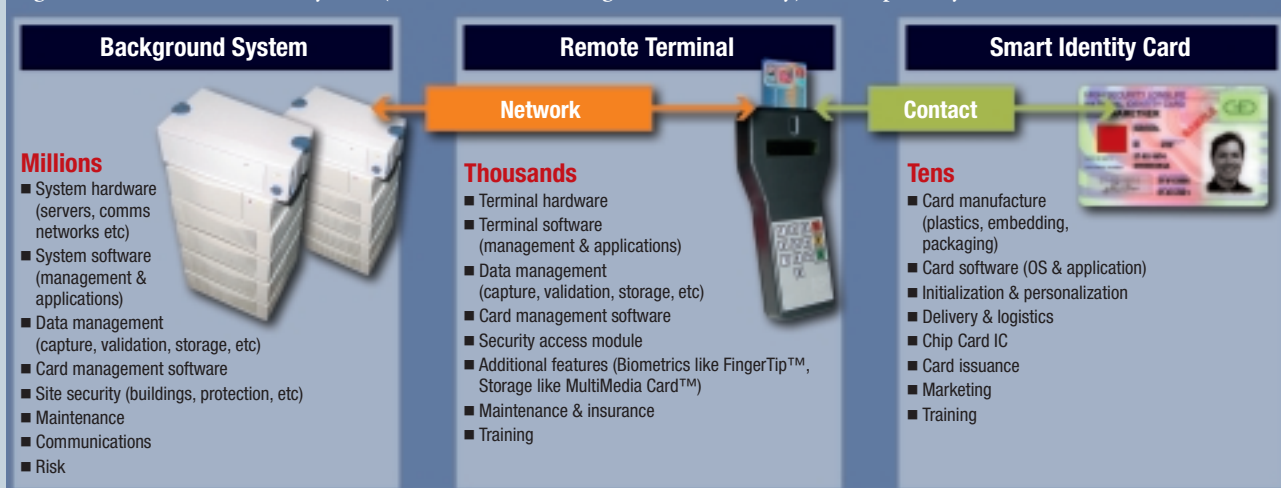 Background System
Millions
■ System hardware
(servers, comms
networks etc)
■ System software
(management &
applications)
■ Data management
(capture, validation, storage, etc)
■ Card management software
■ Site security (buildings, protection, etc)
■ Maintenance
■ Communications
■ Risk
Network
Remote Terminal
Thousands
■ Terminal hardware
■ Terminal software
(management & applications)
■ Data management
(capture, validation, storage, etc)
■ Card management software
■ Security access module
■ Additional features (Biometrics like FingerTip™,
Storage like MultiMedia Card™)
■ Maintenance & insurance
■ Training
Contact
Smart Identity Card
Tens
■ Card manufacture
(plastics, embedding,
packaging)
■ Card software (OS & application)
■ Initialization & personalization
■ Delivery & logistics
■ Chip Card IC
■ Card issuance
■ Marketing
■ Training